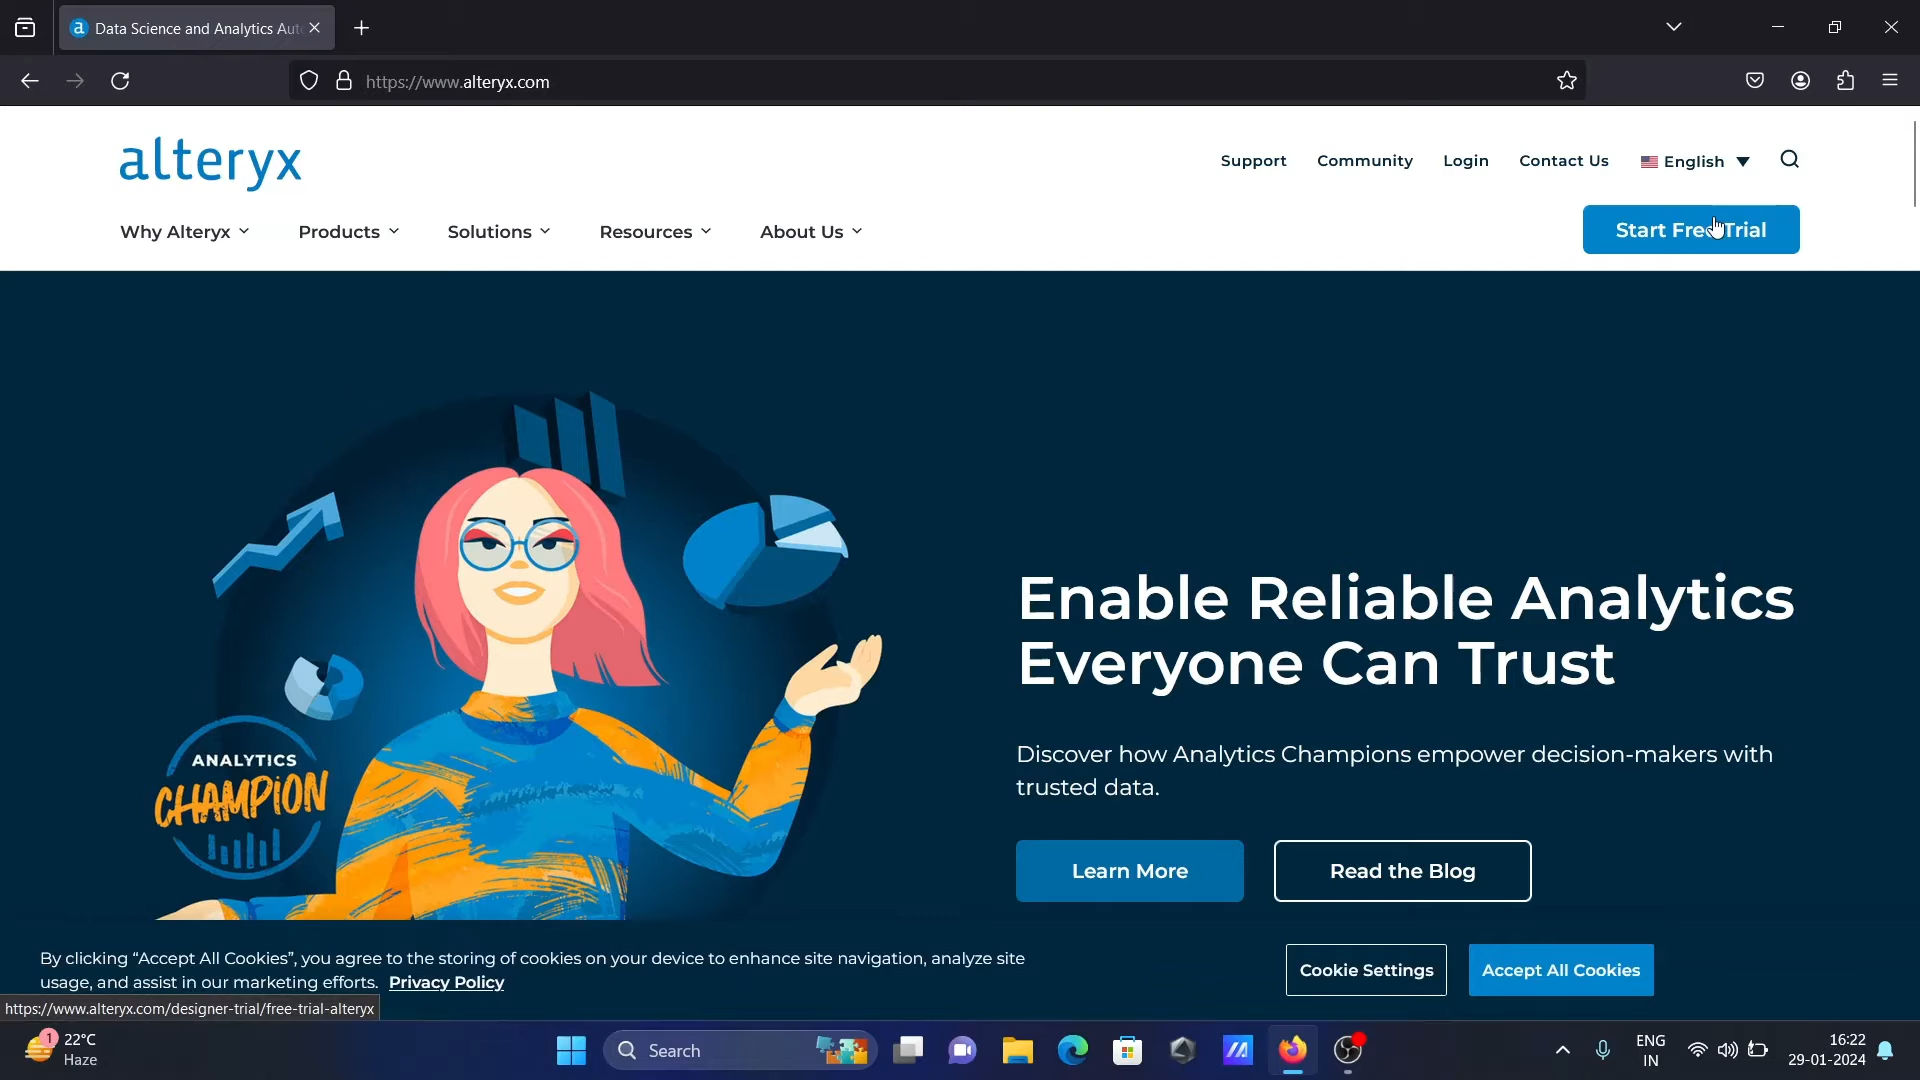 Data Science and Analytics Aut
https://www.alteryx.com
alteryx
Support Community Login Contact Us English
Why Alteryx Products Solutions Resources About Us
Start Free Trial
Enable Reliable Analytics
Everyone Can Trust
Discover how Analytics Champions empower decision-makers with
trusted data.
Learn More Read the Blog
ANALYTICS
CHAMPION
By clicking “Accept All Cookies”, you agree to the storing of cookies on your device to enhance site navigation, analyze site
usage, and assist in our marketing efforts. Privacy Policy
Cookie Settings Accept All Cookies
https://www.alteryx.com/designer-trial/free-trial-alteryx
1
22°C
Haze
Search
ENG
IN
16:22
29-01-2024